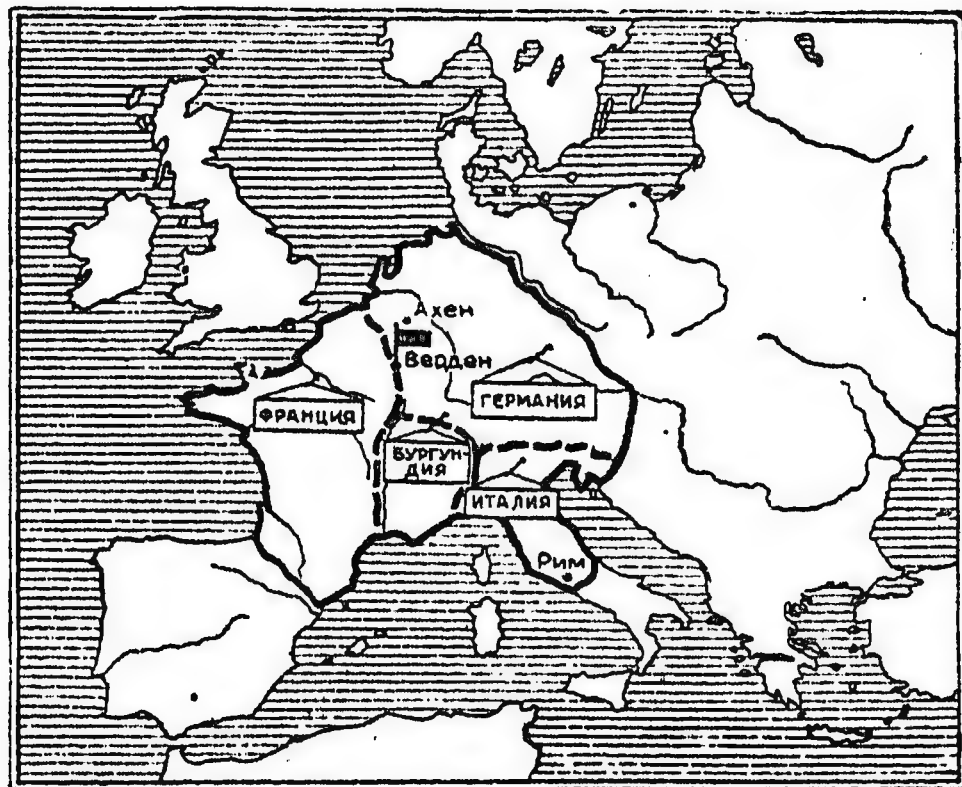 Ахен
Верден
ФРАНЦИЯ
ГЕРМАНИЯ
БУРГУН-
ДИЯ
ИТАЛИЯ
Рим